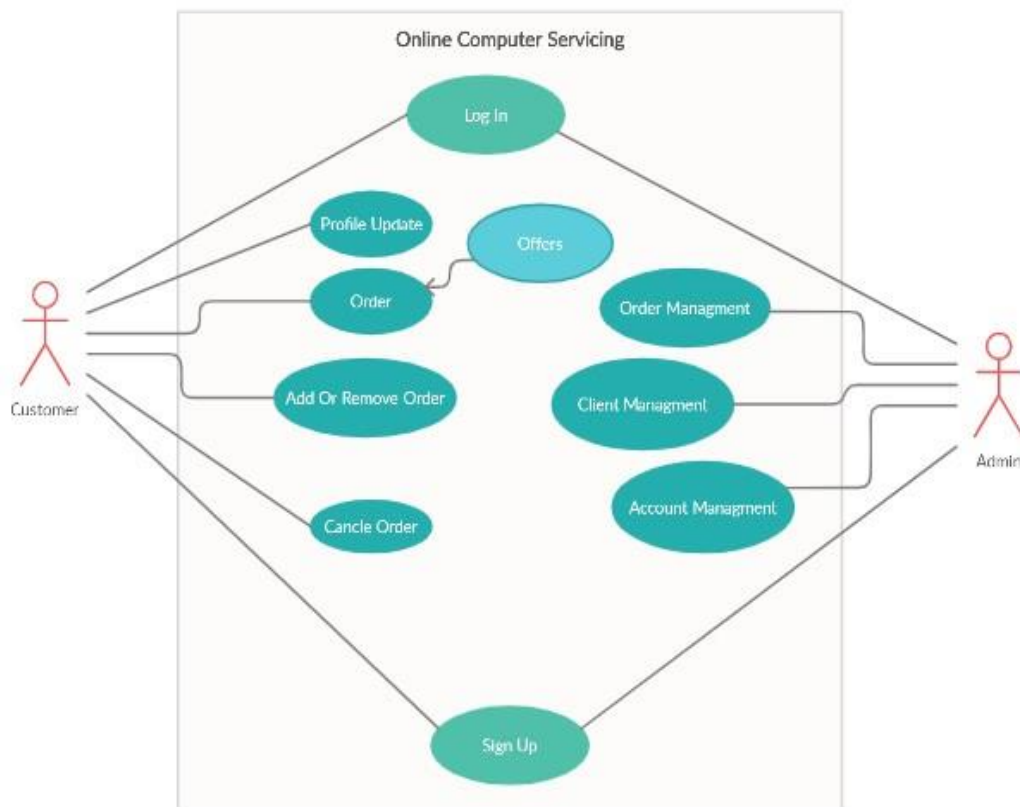 Online Computer Servicing
Log In
Profile Update
Offers
Order
Order Managment
Add Or Remove Order
Client Managment
Customer
Admin
Account Managment
Cancle Order
Sign Up